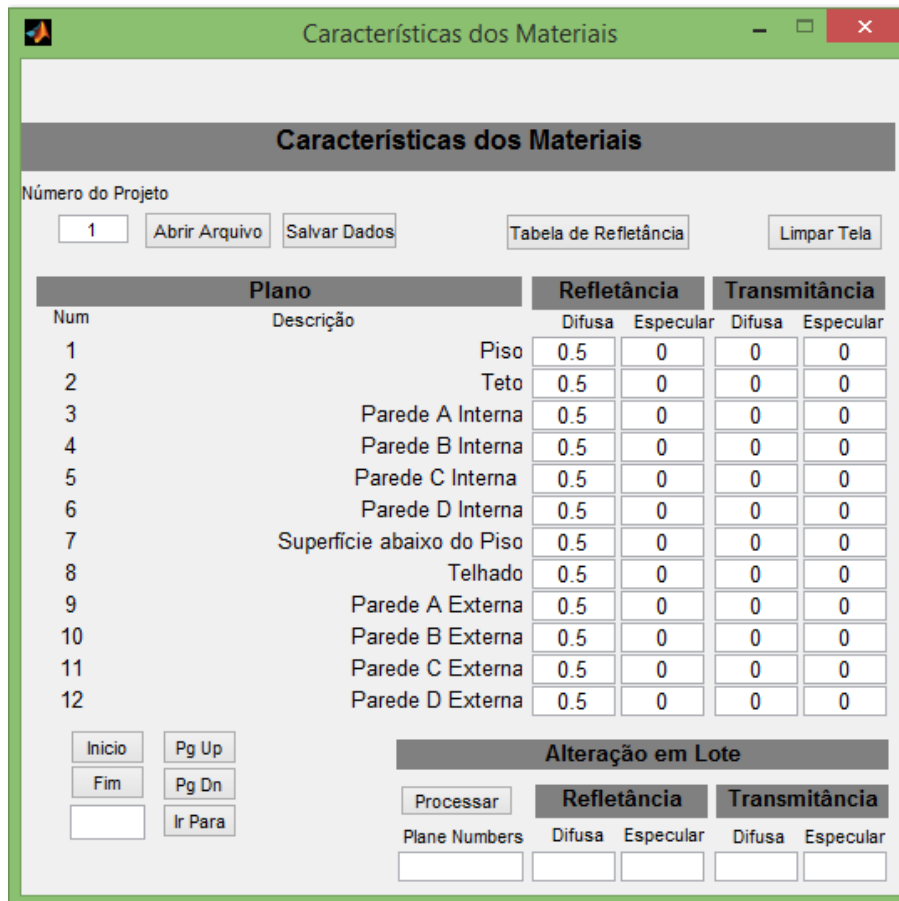 Características dos Materiais
Características dos Materiais
Número do Projeto
1 Abrir Arquivo Salvar Dados Tabela de Refletância Limpar Tela
Plano Refletância Transmitância
Num Descrição Difusa Especular Difusa Especular
1 Piso 0.5 0 0 0
2 Teto 0.5 0 0 0
3 Parede A Interna 0.5 0 0 0
4 Parede B Interna 0.5 0 0 0
5 Parede C Interna 0.5 0 0 0
6 Parede D Interna 0.5 0 0 0
7 Superfície abaixo do Piso 0.5 0 0 0
8 Telhado 0.5 0 0 0
9 Parede A Externa 0.5 0 0 0
10 Parede B Externa 0.5 0 0 0
11 Parede C Externa 0.5 0 0 0
12 Parede D Externa 0.5 0 0 0
Inicio Pg Up Alteração em Lote
Fim Pg Dn Processar Refletância Transmitância
Ir Para Plane Numbers Difusa Especular Difusa Especular